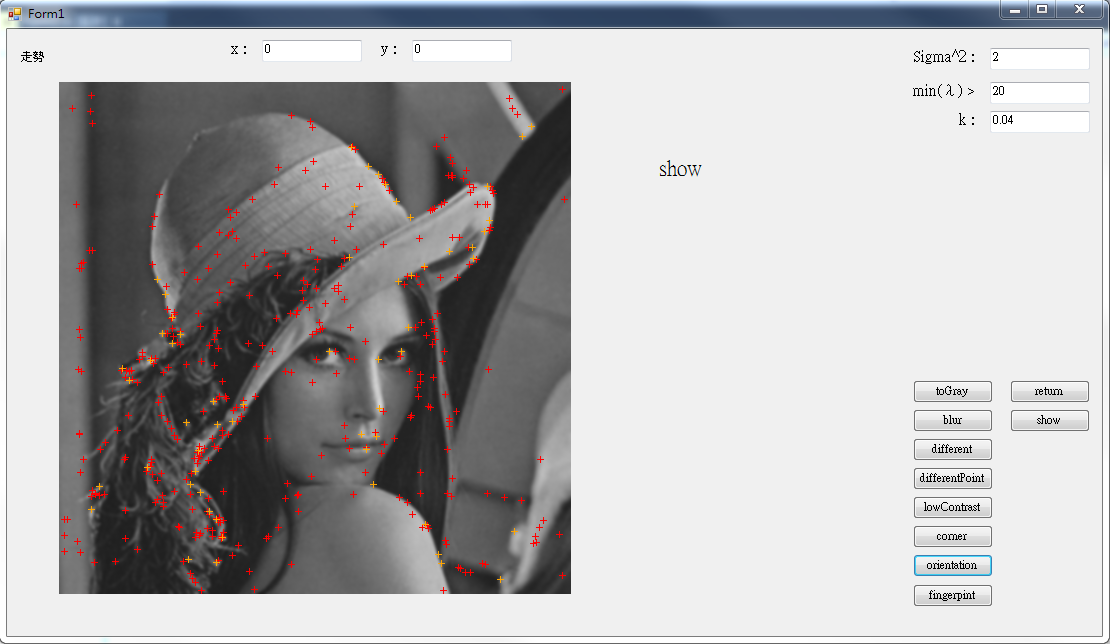 Form1
走勢
x : 0 y : 0
Sigma^2 : 2
min(λ) > 20
k : 0.04
show
toGray return
blur show
different
differentPoint
lowContrast
corner
orientation
fingerpint